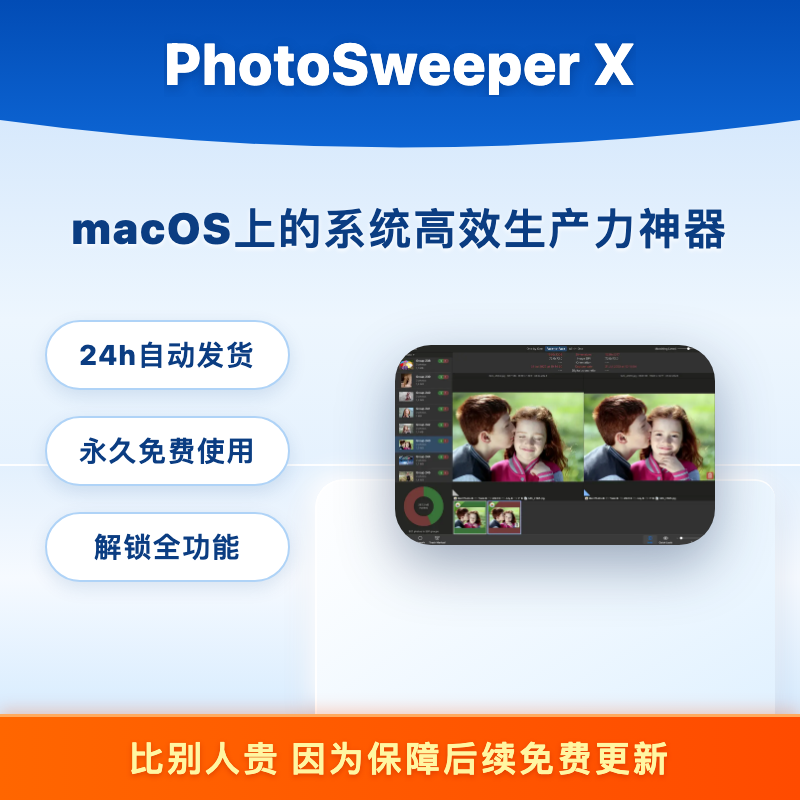 PhotoSweeper X
macOS上的系统高效生产力神器
24h自动发货
永久免费使用
解锁全功能
比别人贵 因为保障后续免费更新